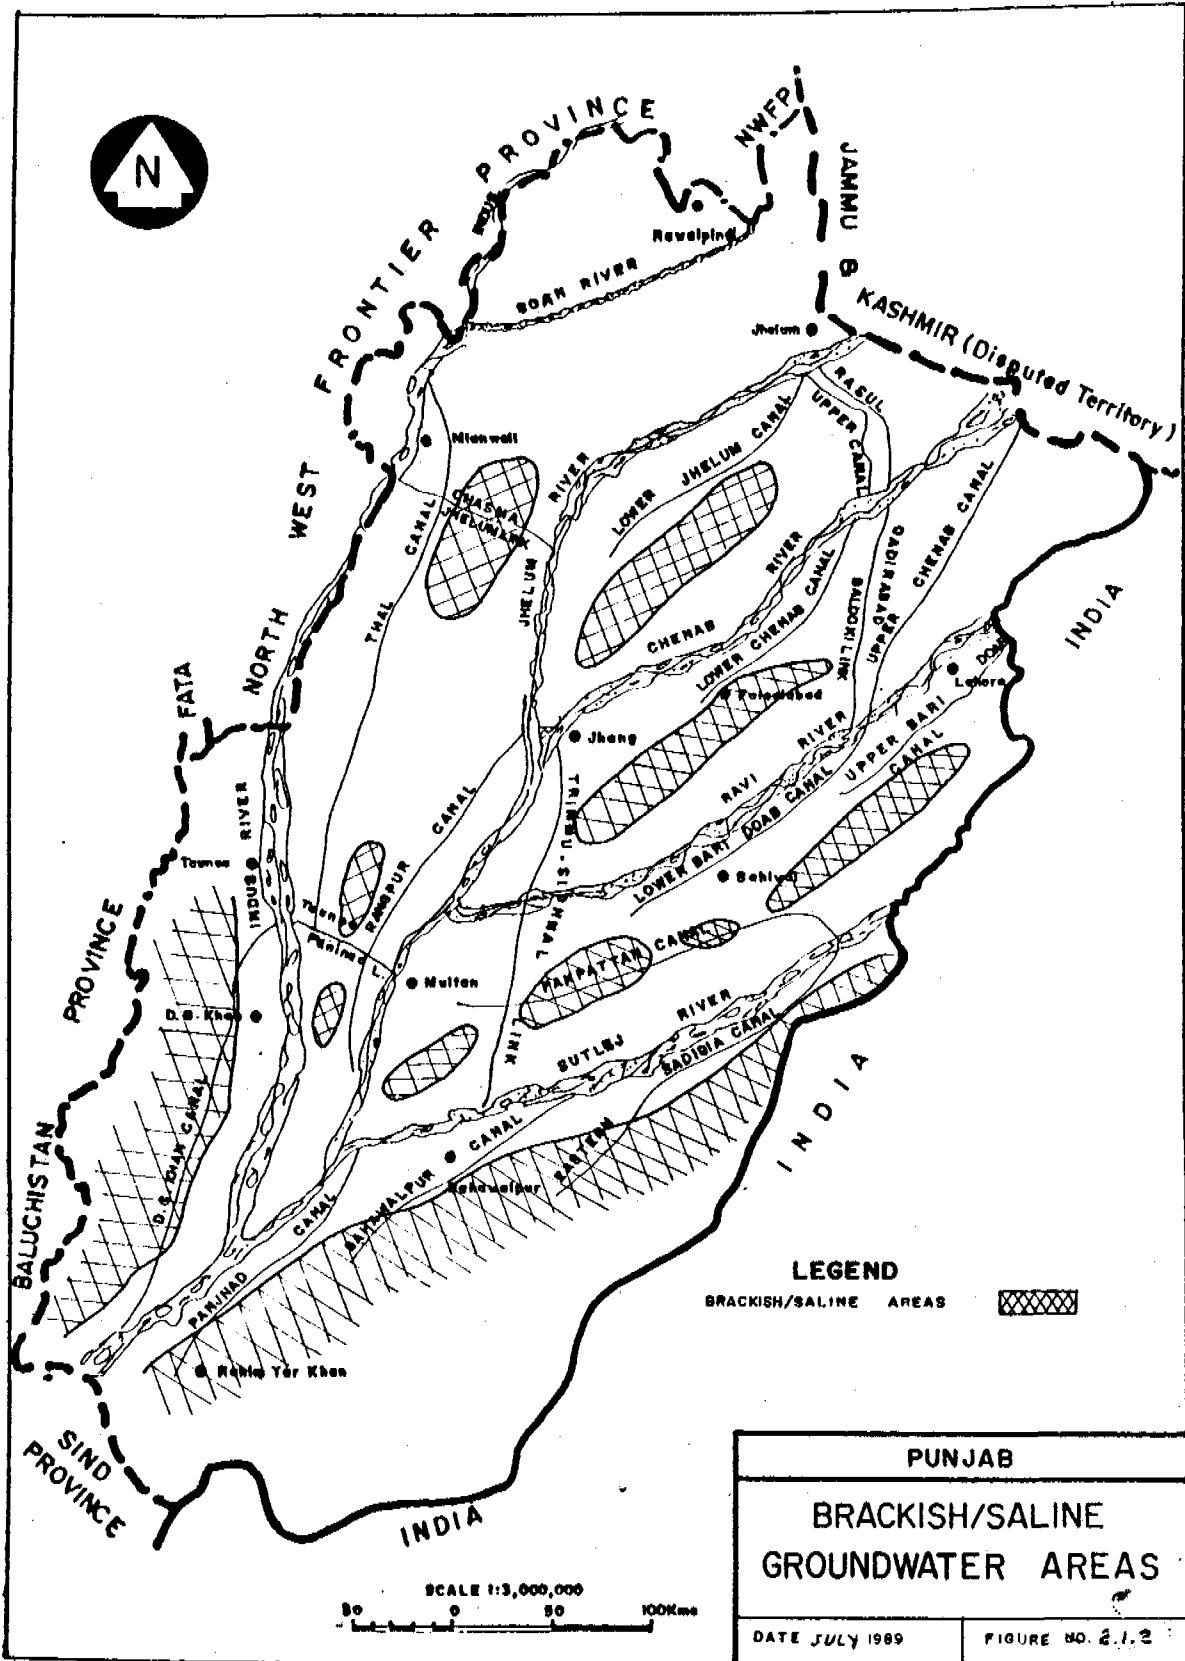 N
NORTH WEST FRONTIER PROVINCE
NWFP
JAMMU & KASHMIR (Disputed Territory)
INDUS
Rawalpindi
SOAN RIVER
Jhelum
RASUL
UPPER CANAL
Mianwali
CHASMA
JHELUM LINK
THAL CANAL
JHELUM RIVER
LOWER JHELUM CANAL
CHENAB RIVER
LOWER CHENAB CANAL
QADIRABAD
BALOOKI LINK
UPPER CHENAB CANAL
INDIA
FATA
Faisalabad
Lahore
DOAB
UPPER BARI
CANAL
Jhang
RAVI RIVER
LOWER BARI DOAB CANAL
TRIMMU-SIDHNAI
LINK
RANGPUR CANAL
INDUS RIVER
Taunsa
Taunsa
Panjnad L.
Sahiwal
PAKPATTAN CANAL
Multan
D.G. Khan
PROVINCE
SUTLEJ RIVER
SADIQIA CANAL
EASTERN
INDIA
D.G. KHAN CANAL
BAHAWALPUR CANAL
Bahawalpur
BALUCHISTAN
PANJNAD CANAL
Rahim Yar Khan
SIND
PROVINCE
INDIA
LEGEND
BRACKISH/SALINE AREAS
SCALE 1:3,000,000
50 0 50 100Kms
PUNJAB
BRACKISH/SALINE
GROUNDWATER AREAS
DATE JULY 1989
FIGURE NO. 2.1.2